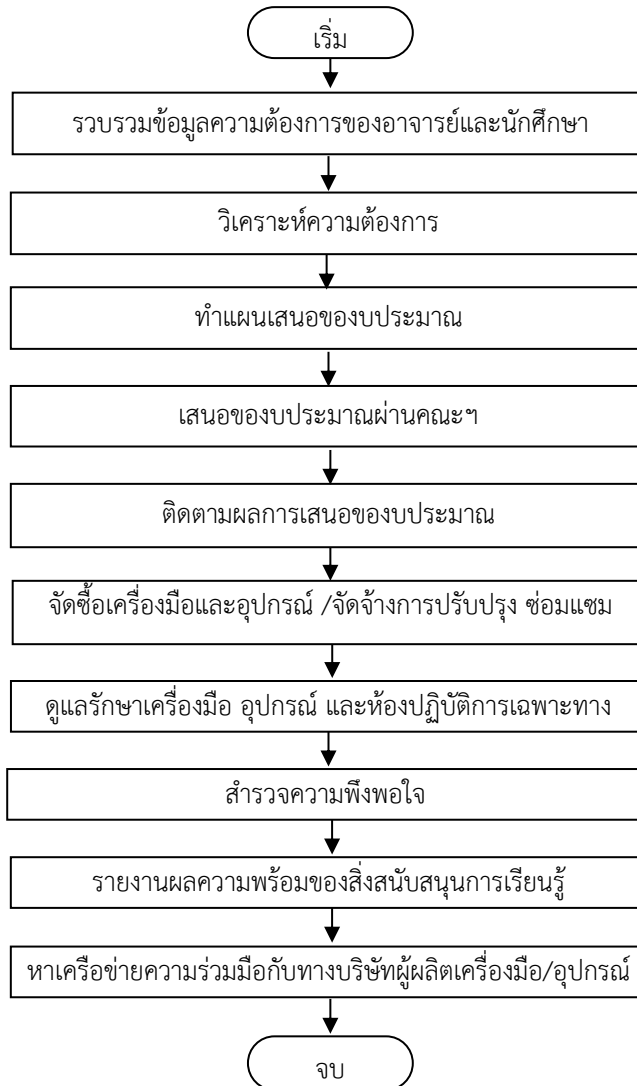 เริ่ม
รวบรวมข้อมูลความต้องการของอาจารย์และนักศึกษา
วิเคราะห์ความต้องการ
ทำแผนเสนอของบประมาณ
เสนอของบประมาณผ่านคณะฯ
ติดตามผลการเสนอของบประมาณ
จัดซื้อเครื่องมือและอุปกรณ์ /จัดจ้างการปรับปรุง ซ่อมแซม
ดูแลรักษาเครื่องมือ อุปกรณ์ และห้องปฏิบัติการเฉพาะทาง
สำรวจความพึงพอใจ
รายงานผลความพร้อมของสิ่งสนับสนุนการเรียนรู้
หาเครือข่ายความร่วมมือกับทางบริษัทผู้ผลิตเครื่องมือ/อุปกรณ์
จบ